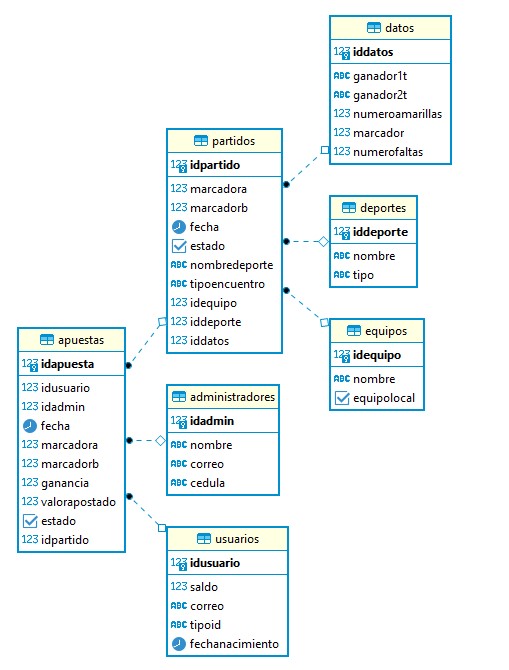 datos
123 iddatos
ABC ganador1t
ABC ganador2t
123 numeroamarillas
123 marcador
123 numerofaltas
partidos
123 idpartido
123 marcadora
123 marcadorb
fecha
estado
ABC nombredeporte
ABC tipoencuentro
123 idequipo
123 iddeporte
123 iddatos
deportes
123 iddeporte
ABC nombre
ABC tipo
equipos
123 idequipo
ABC nombre
equipolocal
apuestas
123 idapuesta
123 idusuario
123 idadmin
fecha
123 marcadora
123 marcadorb
123 ganancia
123 valorapostado
estado
123 idpartido
administradores
123 idadmin
ABC nombre
ABC correo
ABC cedula
usuarios
123 idusuario
123 saldo
ABC correo
ABC tipoid
fechanacimiento